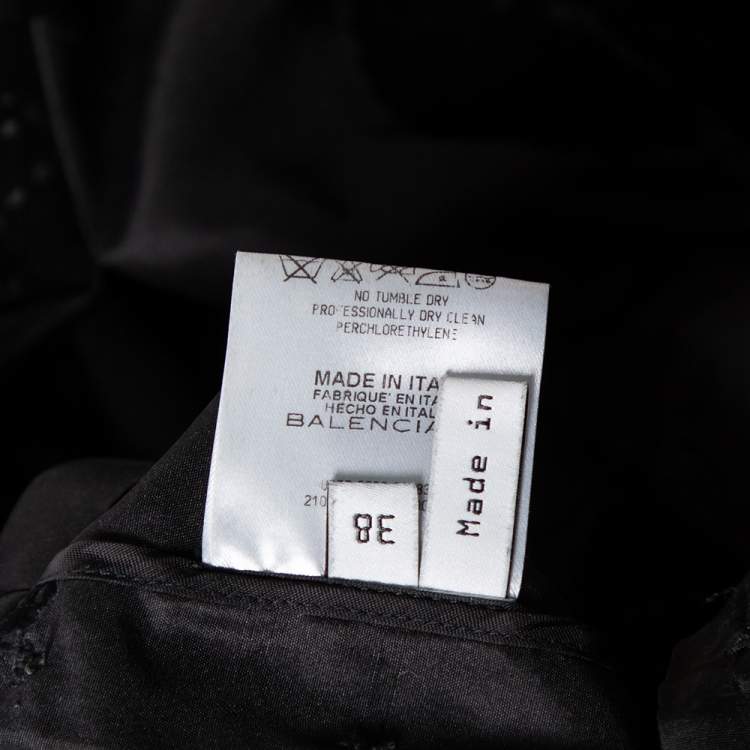 NO TUMBLE DRY
PROFESSIONALLY DRY CLEAN
PERCHLORETHYLENE
MADE IN ITA
FABRIQUE' EN ITA
HECHO EN ITAL
BALENCIA
210
38
Made in